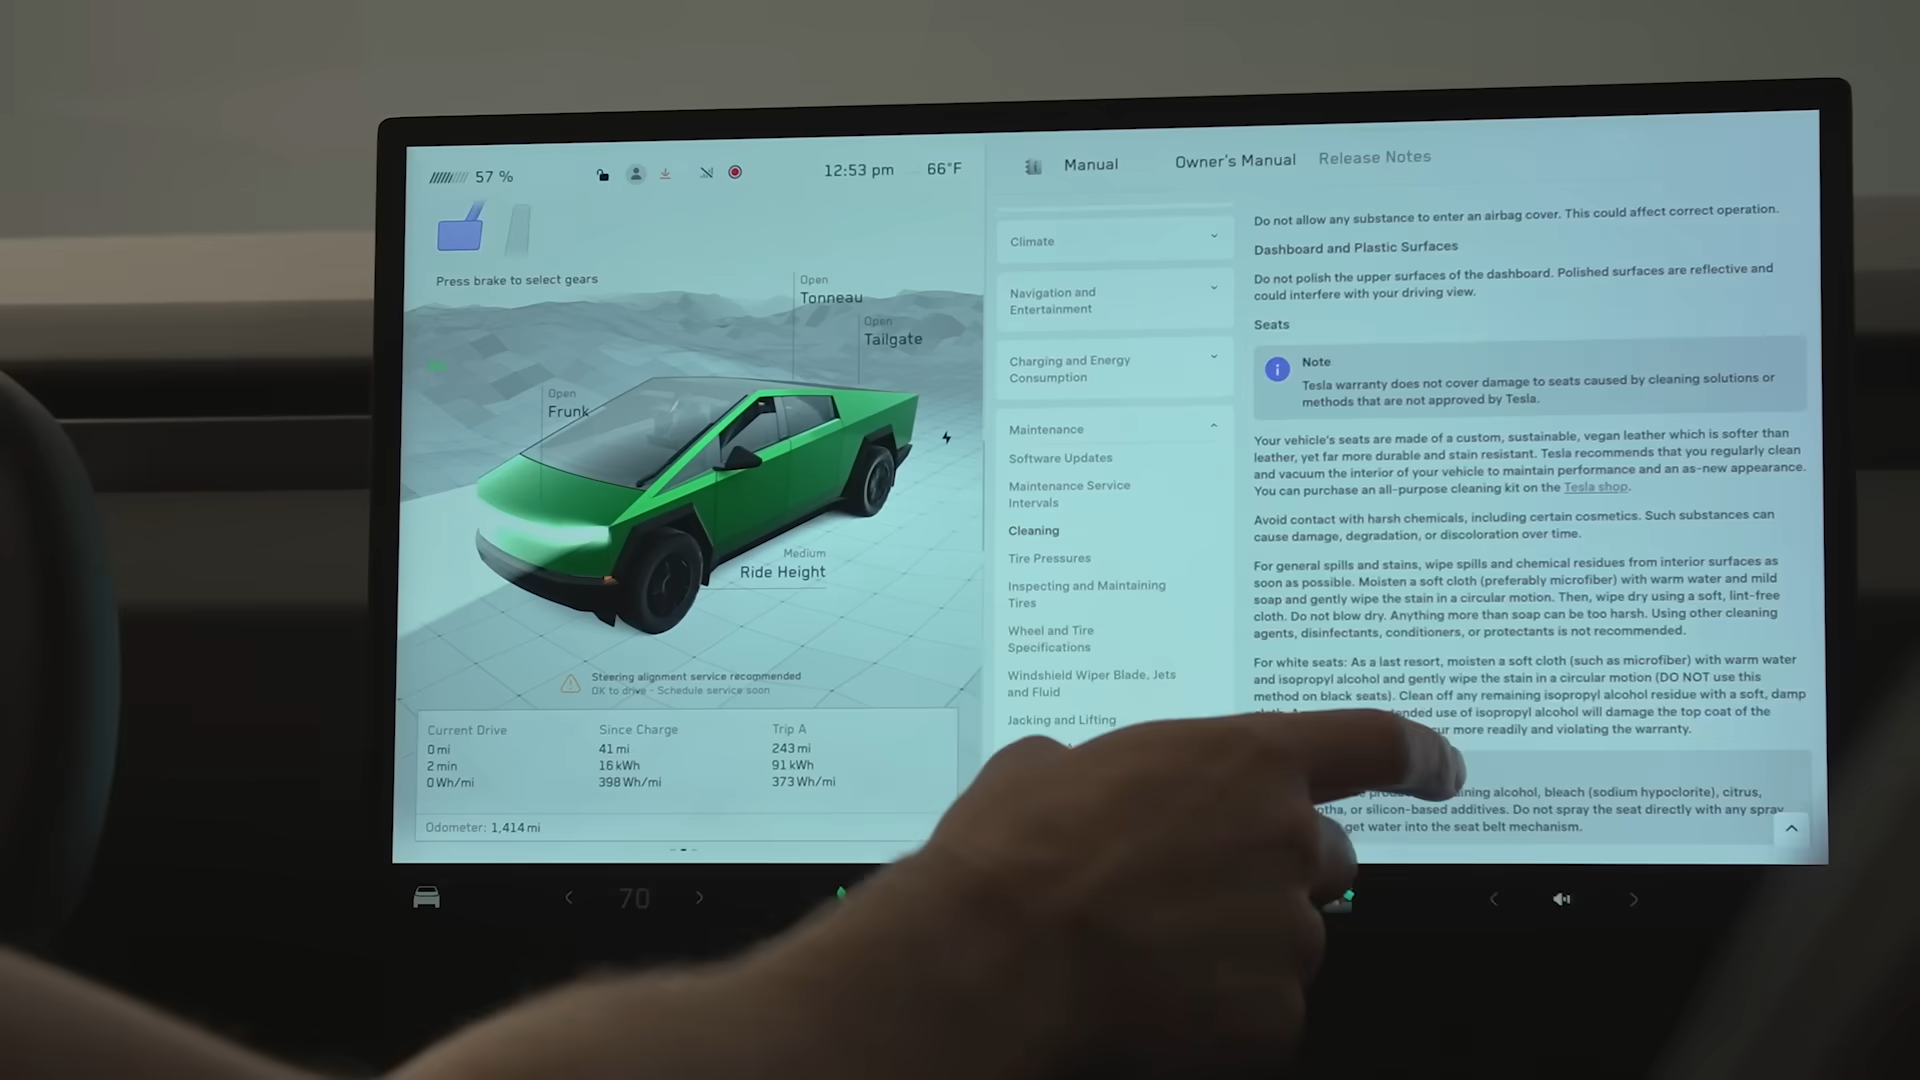 57 %
12:53 pm
66°F
Press brake to select gears
Open
Tonneau
Open
Tailgate
Open
Frunk
Medium
Ride Height
Steering alignment service recommended
OK to drive - Schedule service soon
Current Drive
0 mi
2 min
0 Wh/mi
Since Charge
41 mi
16 kWh
398 Wh/mi
Trip A
243 mi
91 kWh
373 Wh/mi
Odometer: 1,414 mi
Manual
Owner's Manual
Release Notes
Climate
Navigation and
Entertainment
Charging and Energy
Consumption
Maintenance
Software Updates
Maintenance Service
Intervals
Cleaning
Tire Pressures
Inspecting and Maintaining
Tires
Wheel and Tire
Specifications
Windshield Wiper Blade, Jets
and Fluid
Jacking and Lifting
Do not allow any substance to enter an airbag cover. This could affect correct operation.
Dashboard and Plastic Surfaces
Do not polish the upper surfaces of the dashboard. Polished surfaces are reflective and
could interfere with your driving view.
Seats
Note
Tesla warranty does not cover damage to seats caused by cleaning solutions or
methods that are not approved by Tesla.
Your vehicle's seats are made of a custom, sustainable, vegan leather which is softer than
leather, yet far more durable and stain resistant. Tesla recommends that you regularly clean
and vacuum the interior of your vehicle to maintain performance and an as-new appearance.
You can purchase an all-purpose cleaning kit on the Tesla shop.
Avoid contact with harsh chemicals, including certain cosmetics. Such substances can
cause damage, degradation, or discoloration over time.
For general spills and stains, wipe spills and chemical residues from interior surfaces as
soon as possible. Moisten a soft cloth (preferably microfiber) with warm water and mild
soap and gently wipe the stain in a circular motion. Then, wipe dry using a soft, lint-free
cloth. Do not blow dry. Anything more than soap can be too harsh. Using other cleaning
agents, disinfectants, conditioners, or protectants is not recommended.
For white seats: As a last resort, moisten a soft cloth (such as microfiber) with warm water
and isopropyl alcohol and gently wipe the stain in a circular motion (DO NOT use this
method on black seats). Clean off any remaining isopropyl alcohol residue with a soft, damp
use of isopropyl alcohol will damage the top coat of the
more readily and violating the warranty.
alcohol, bleach (sodium hypoclorite), citrus,
or silicon-based additives. Do not spray the seat directly with any spray
get water into the seat belt mechanism.
70